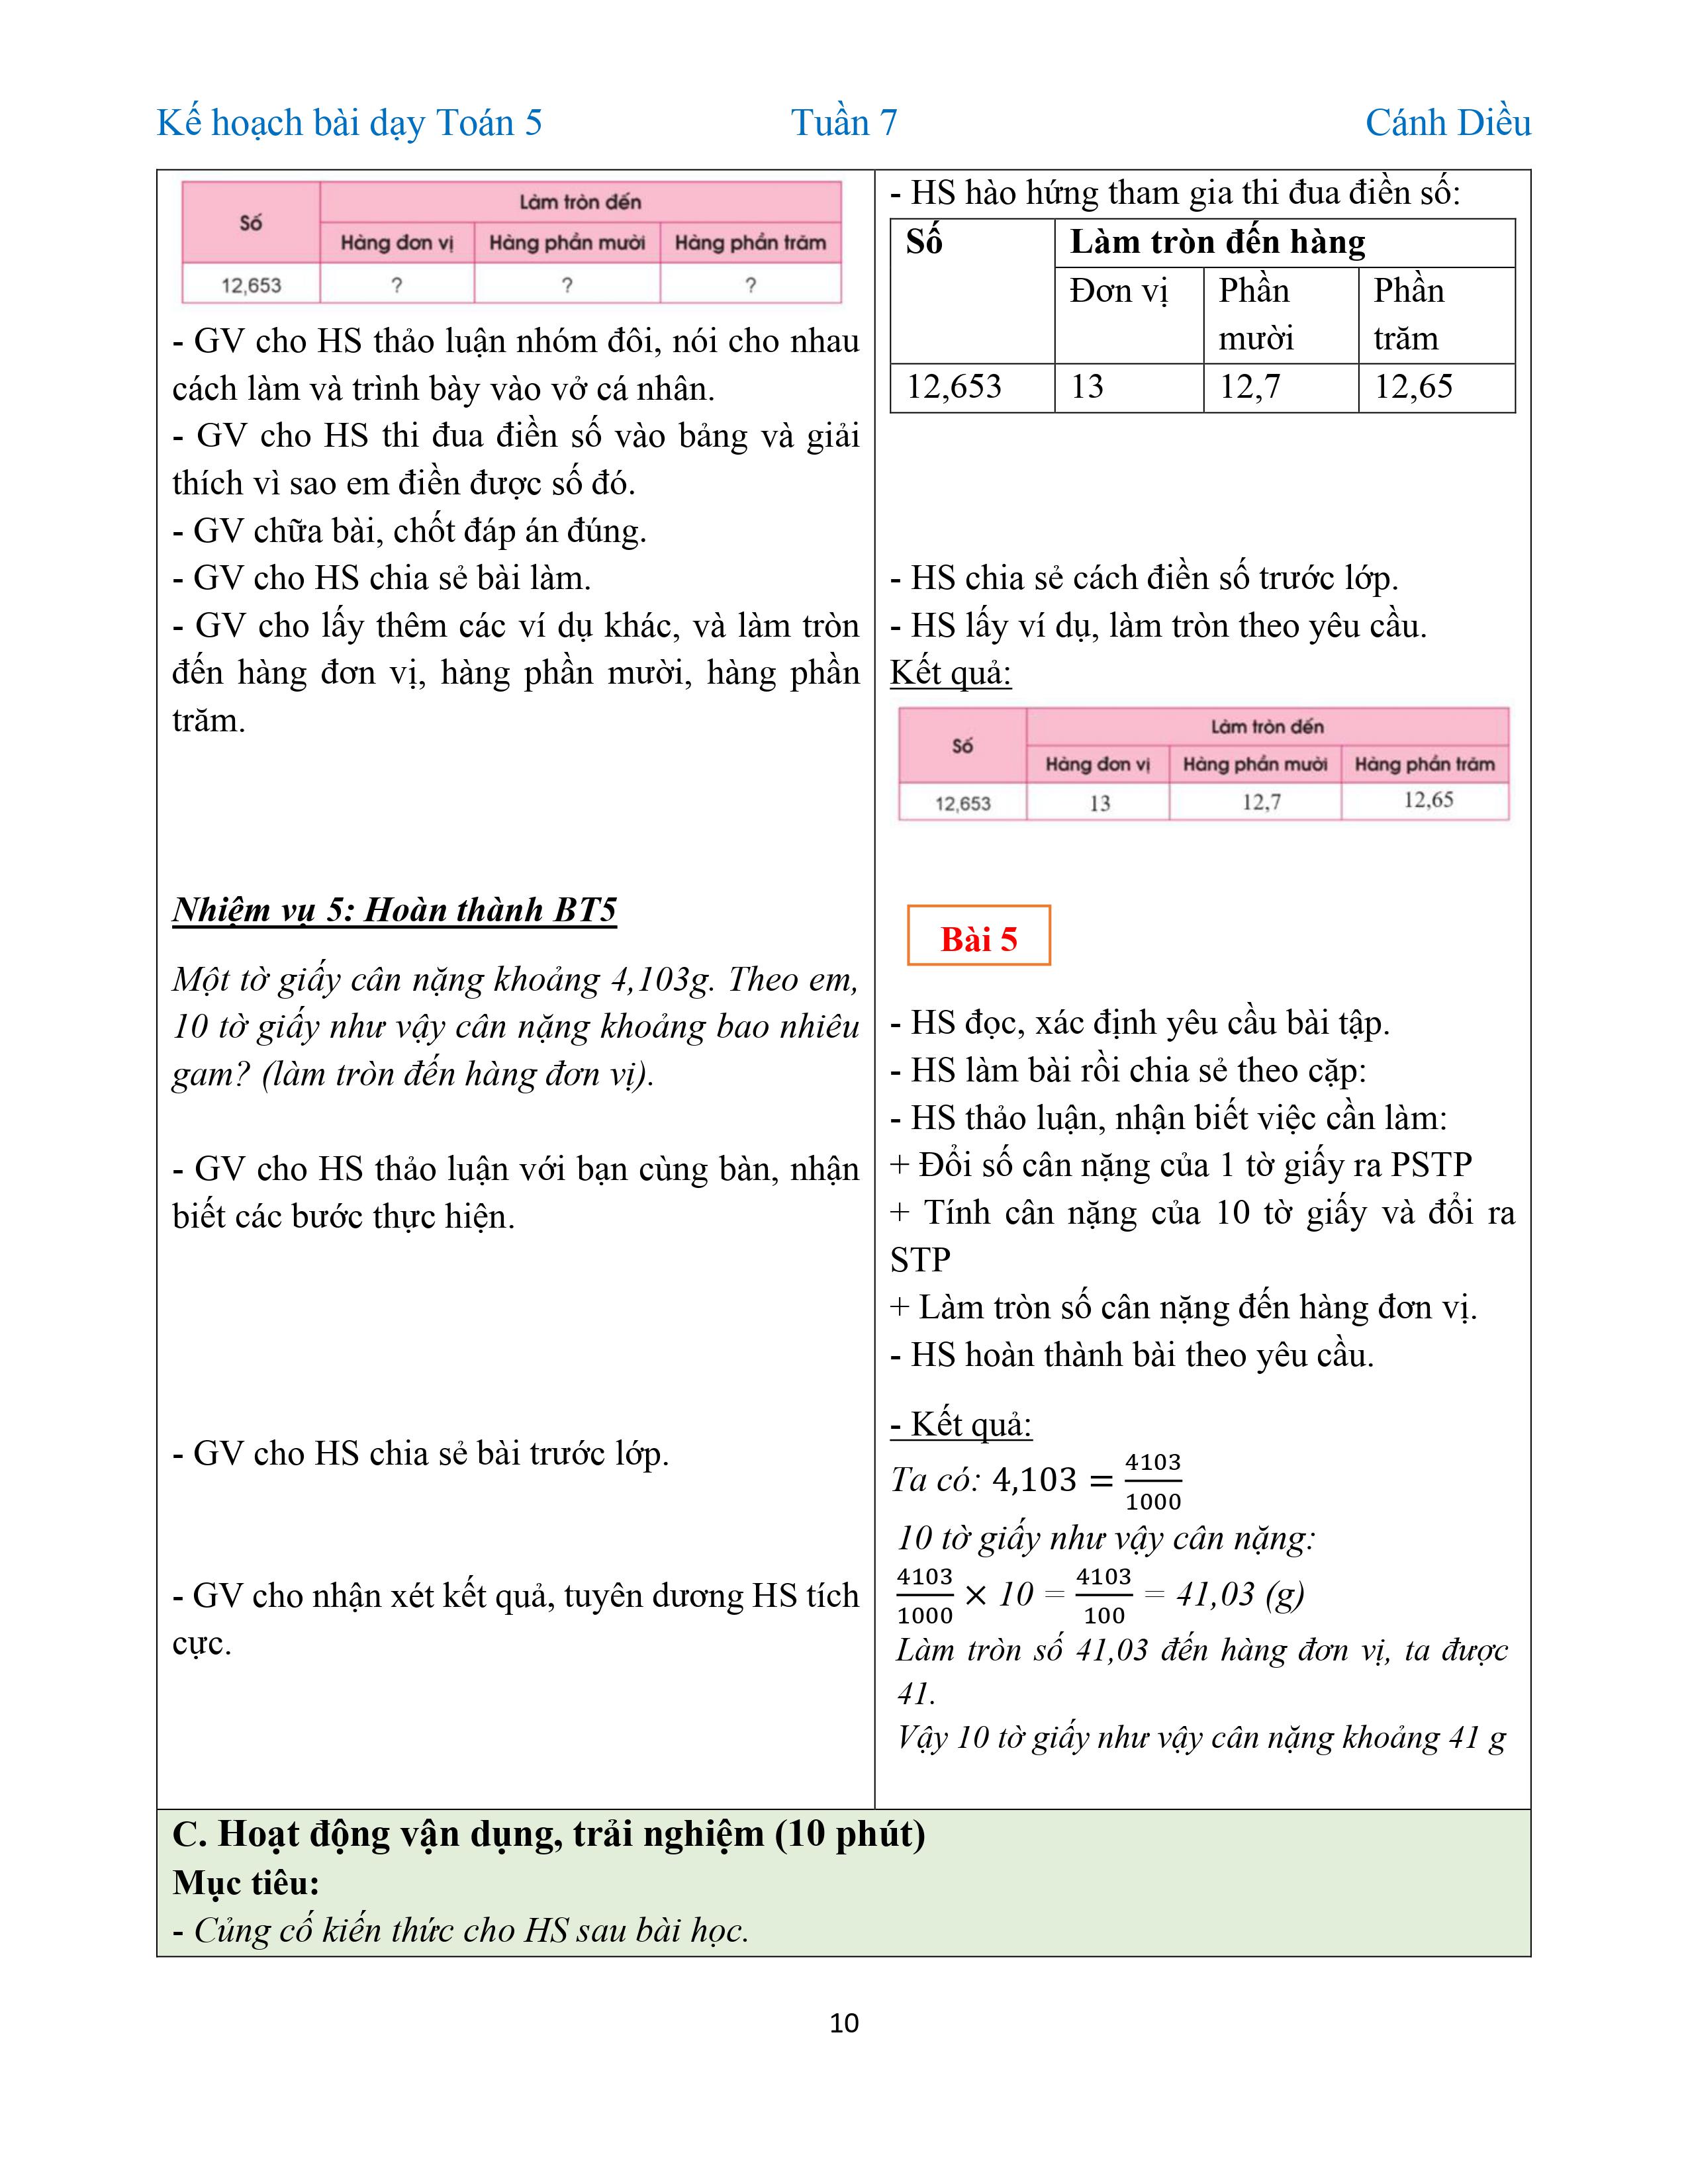 Kế hoạch bài dạy Toán 5 Tuần 7 Cánh Diều
Số Làm tròn đến
Hàng đơn vị Hàng phần mười Hàng phần trăm
12,653 ? ? ?
- GV cho HS thảo luận nhóm đôi, nói cho nhau
cách làm và trình bày vào vở cá nhân.
- GV cho HS thi đua điền số vào bảng và giải
thích vì sao em điền được số đó.
- GV chữa bài, chốt đáp án đúng.
- GV cho HS chia sẻ bài làm.
- GV cho lấy thêm các ví dụ khác, và làm tròn
đến hàng đơn vị, hàng phần mười, hàng phần
trăm.
Nhiệm vụ 5: Hoàn thành BT5
Một tờ giấy cân nặng khoảng 4,103g. Theo em,
10 tờ giấy như vậy cân nặng khoảng bao nhiêu
gam? (làm tròn đến hàng đơn vị).
- GV cho HS thảo luận với bạn cùng bàn, nhận
biết các bước thực hiện.
- GV cho HS chia sẻ bài trước lớp.
- GV cho nhận xét kết quả, tuyên dương HS tích
cực.
- HS hào hứng tham gia thi đua điền số:
Số Làm tròn đến hàng
Đơn vị Phần mười Phần trăm
12,653 13 12,7 12,65
- HS chia sẻ cách điền số trước lớp.
- HS lấy ví dụ, làm tròn theo yêu cầu.
Kết quả:
Số Làm tròn đến
Hàng đơn vị Hàng phần mười Hàng phần trăm
12,653 13 12,7 12,65
Bài 5
- HS đọc, xác định yêu cầu bài tập.
- HS làm bài rồi chia sẻ theo cặp:
- HS thảo luận, nhận biết việc cần làm:
+ Đổi số cân nặng của 1 tờ giấy ra PSTP
+ Tính cân nặng của 10 tờ giấy và đổi ra
STP
+ Làm tròn số cân nặng đến hàng đơn vị.
- HS hoàn thành bài theo yêu cầu.
- Kết quả:
Ta có: 4,103 = 4103/1000
10 tờ giấy như vậy cân nặng:
4103/1000 × 10 = 4103/100 = 41,03 (g)
Làm tròn số 41,03 đến hàng đơn vị, ta được
41.
Vậy 10 tờ giấy như vậy cân nặng khoảng 41 g
C. Hoạt động vận dụng, trải nghiệm (10 phút)
Mục tiêu:
- Củng cố kiến thức cho HS sau bài học.
10